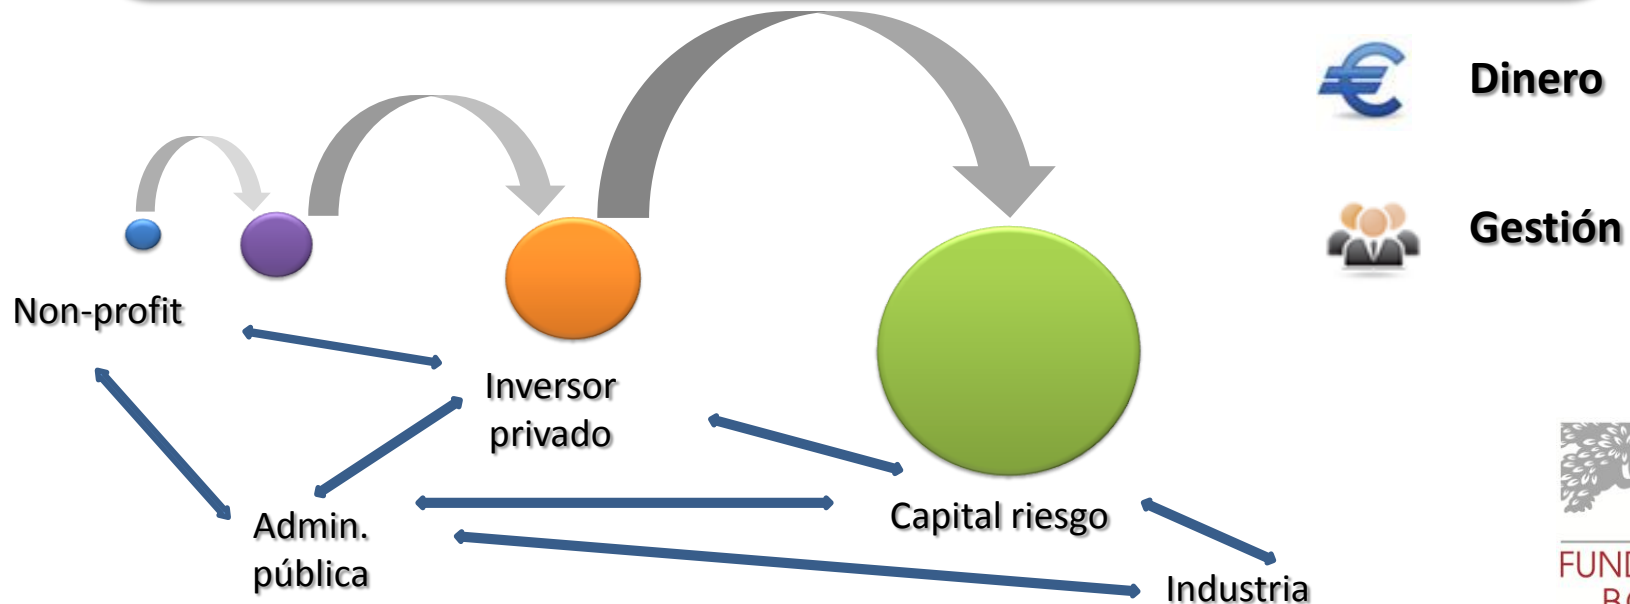 Dinero
Gestión
Non-profit
Inversor
privado
Admin.
pública
Capital riesgo
Industria